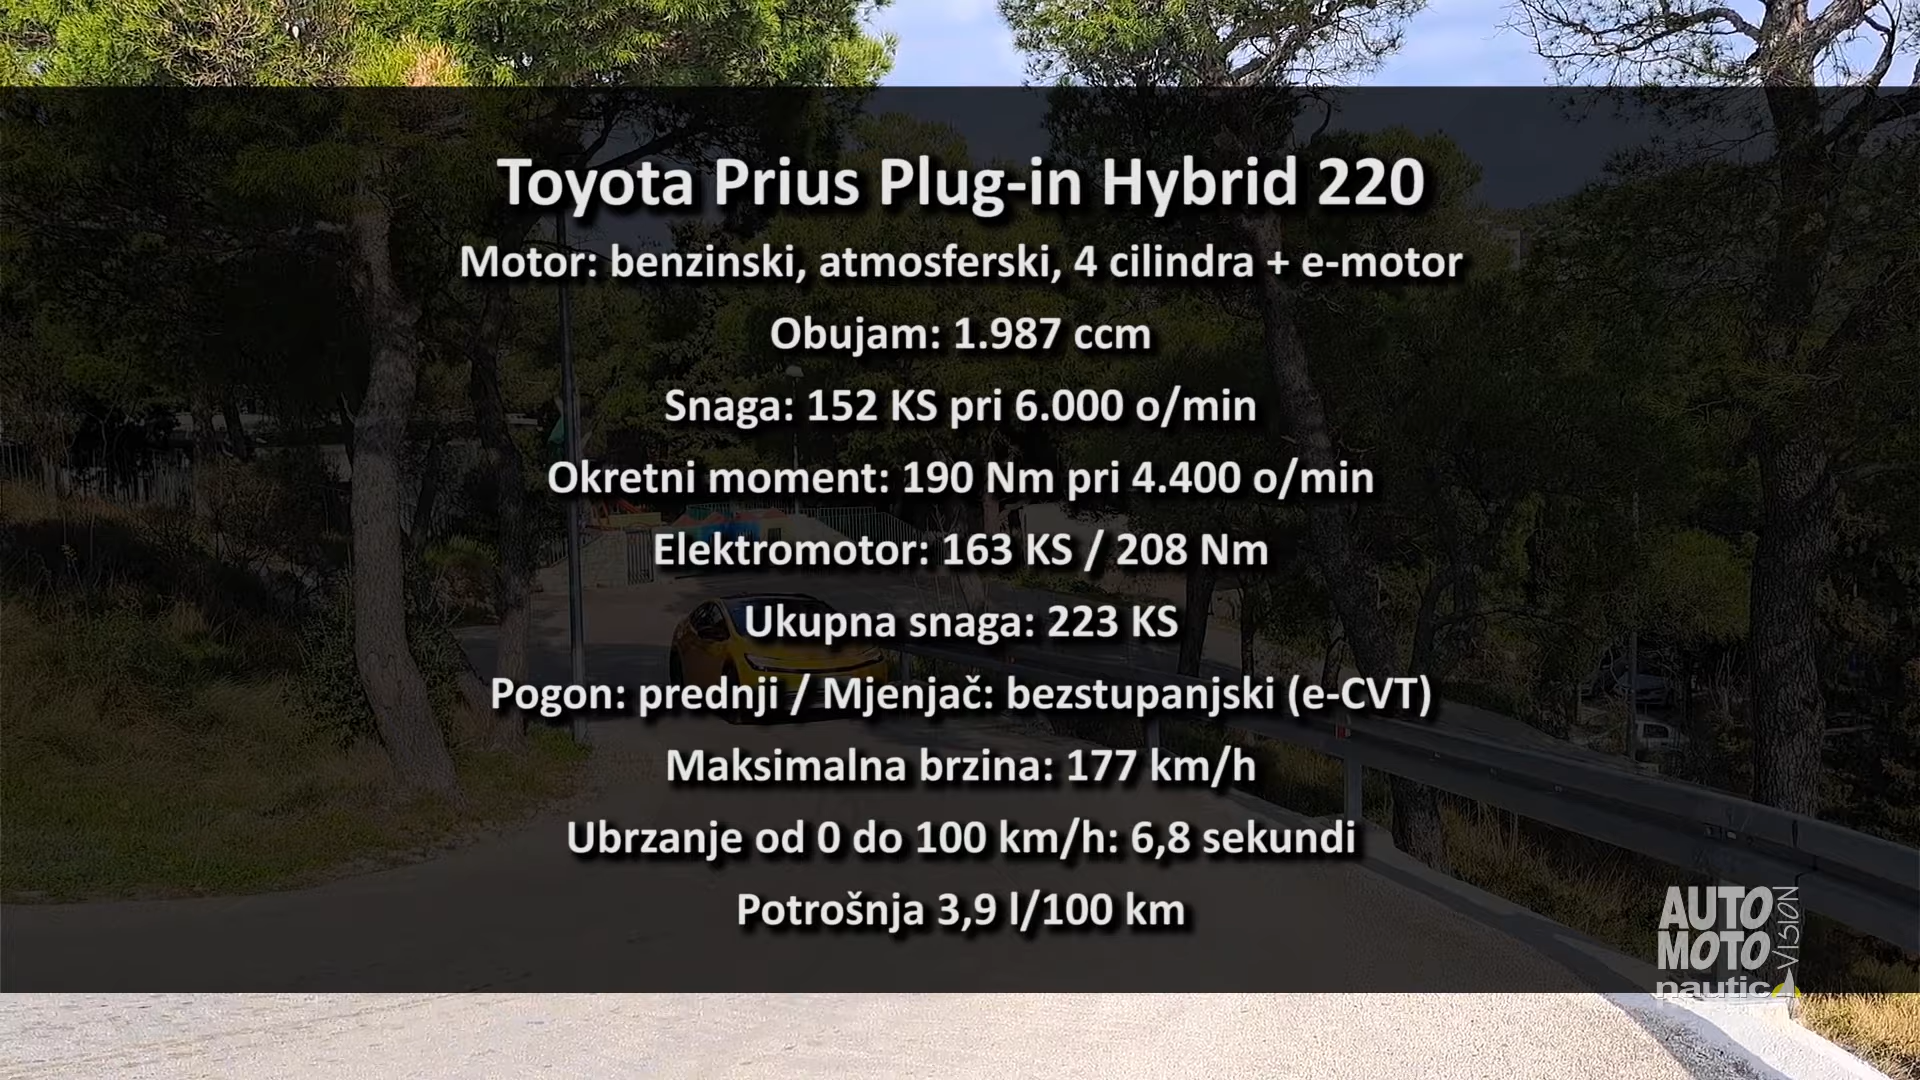 Toyota Prius Plug-in Hybrid 220
Motor: benzinski, atmosferski, 4 cilindra + e-motor
Obujam: 1.987 ccm
Snaga: 152 KS pri 6.000 o/min
Okretni moment: 190 Nm pri 4.400 o/min
Elektromotor: 163 KS / 208 Nm
Ukupna snaga: 223 KS
Pogon: prednji / Mjenjač: bezstupanjski (e-CVT)
Maksimalna brzina: 177 km/h
Ubrzanje od 0 do 100 km/h: 6,8 sekundi
Potrošnja 3,9 l/100 km
AUTO
MOTO
VISION
nautic